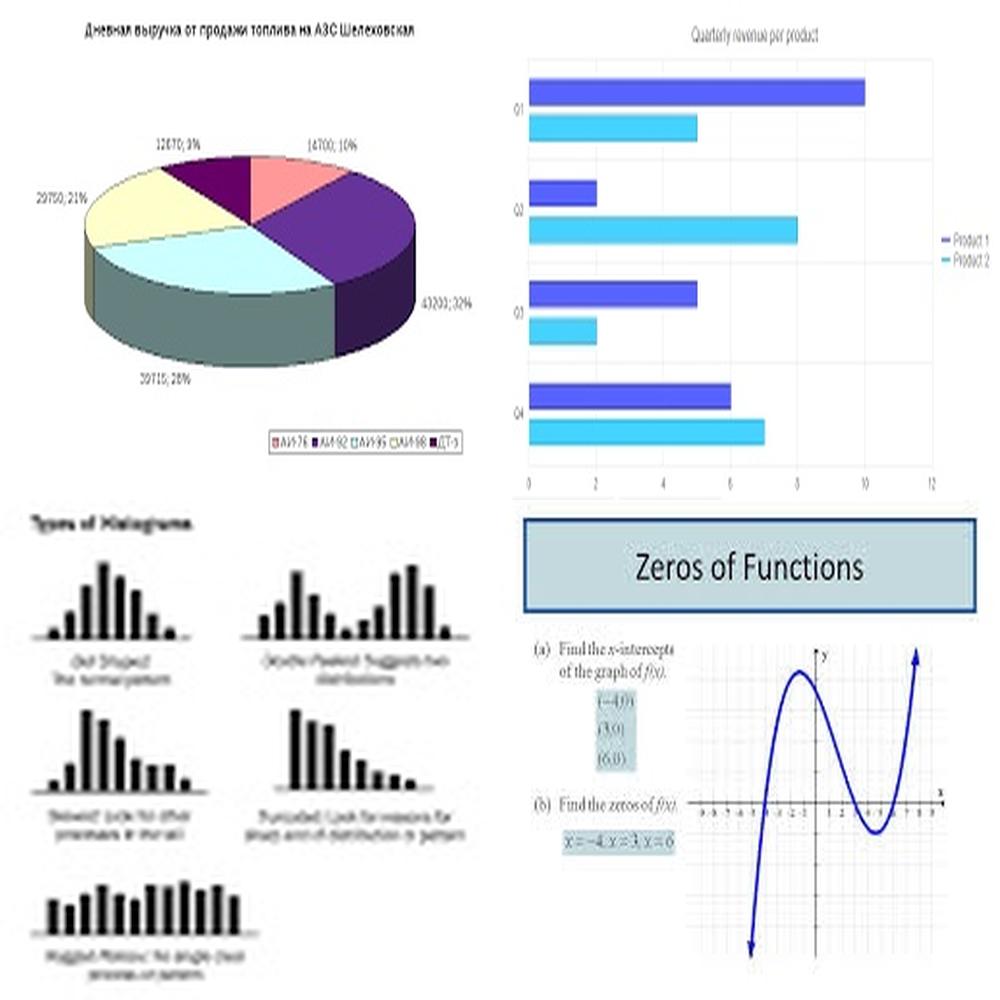 Дневная выручка от продажи топлива на АЗС Шелеховская
12670; 9%
14700; 10%
29750; 21%
43200; 32%
39715; 28%
АИ-76 АИ-92 АИ-95 АИ-98 ДТ-з
Quarterly revenue per product
Q1
Q2
Q3
Q4
0 2 4 6 8 10 12
Product 1
Product 2
Types of Histograms
Bell Shaped:
The normal pattern
Double Peaked: Suggests two
distributions
Skewed: Look for other
processes in the tail
Truncated: Look for reasons for
sharp end of distribution or pattern
Ragged Plateau: No single clear
process or pattern
Zeros of Functions
(a) Find the x-intercepts
of the graph of f(x).
(−4,0)
(3,0)
(6,0)
(b) Find the zeros of f(x).
x = −4, x = 3, x = 6
y
x